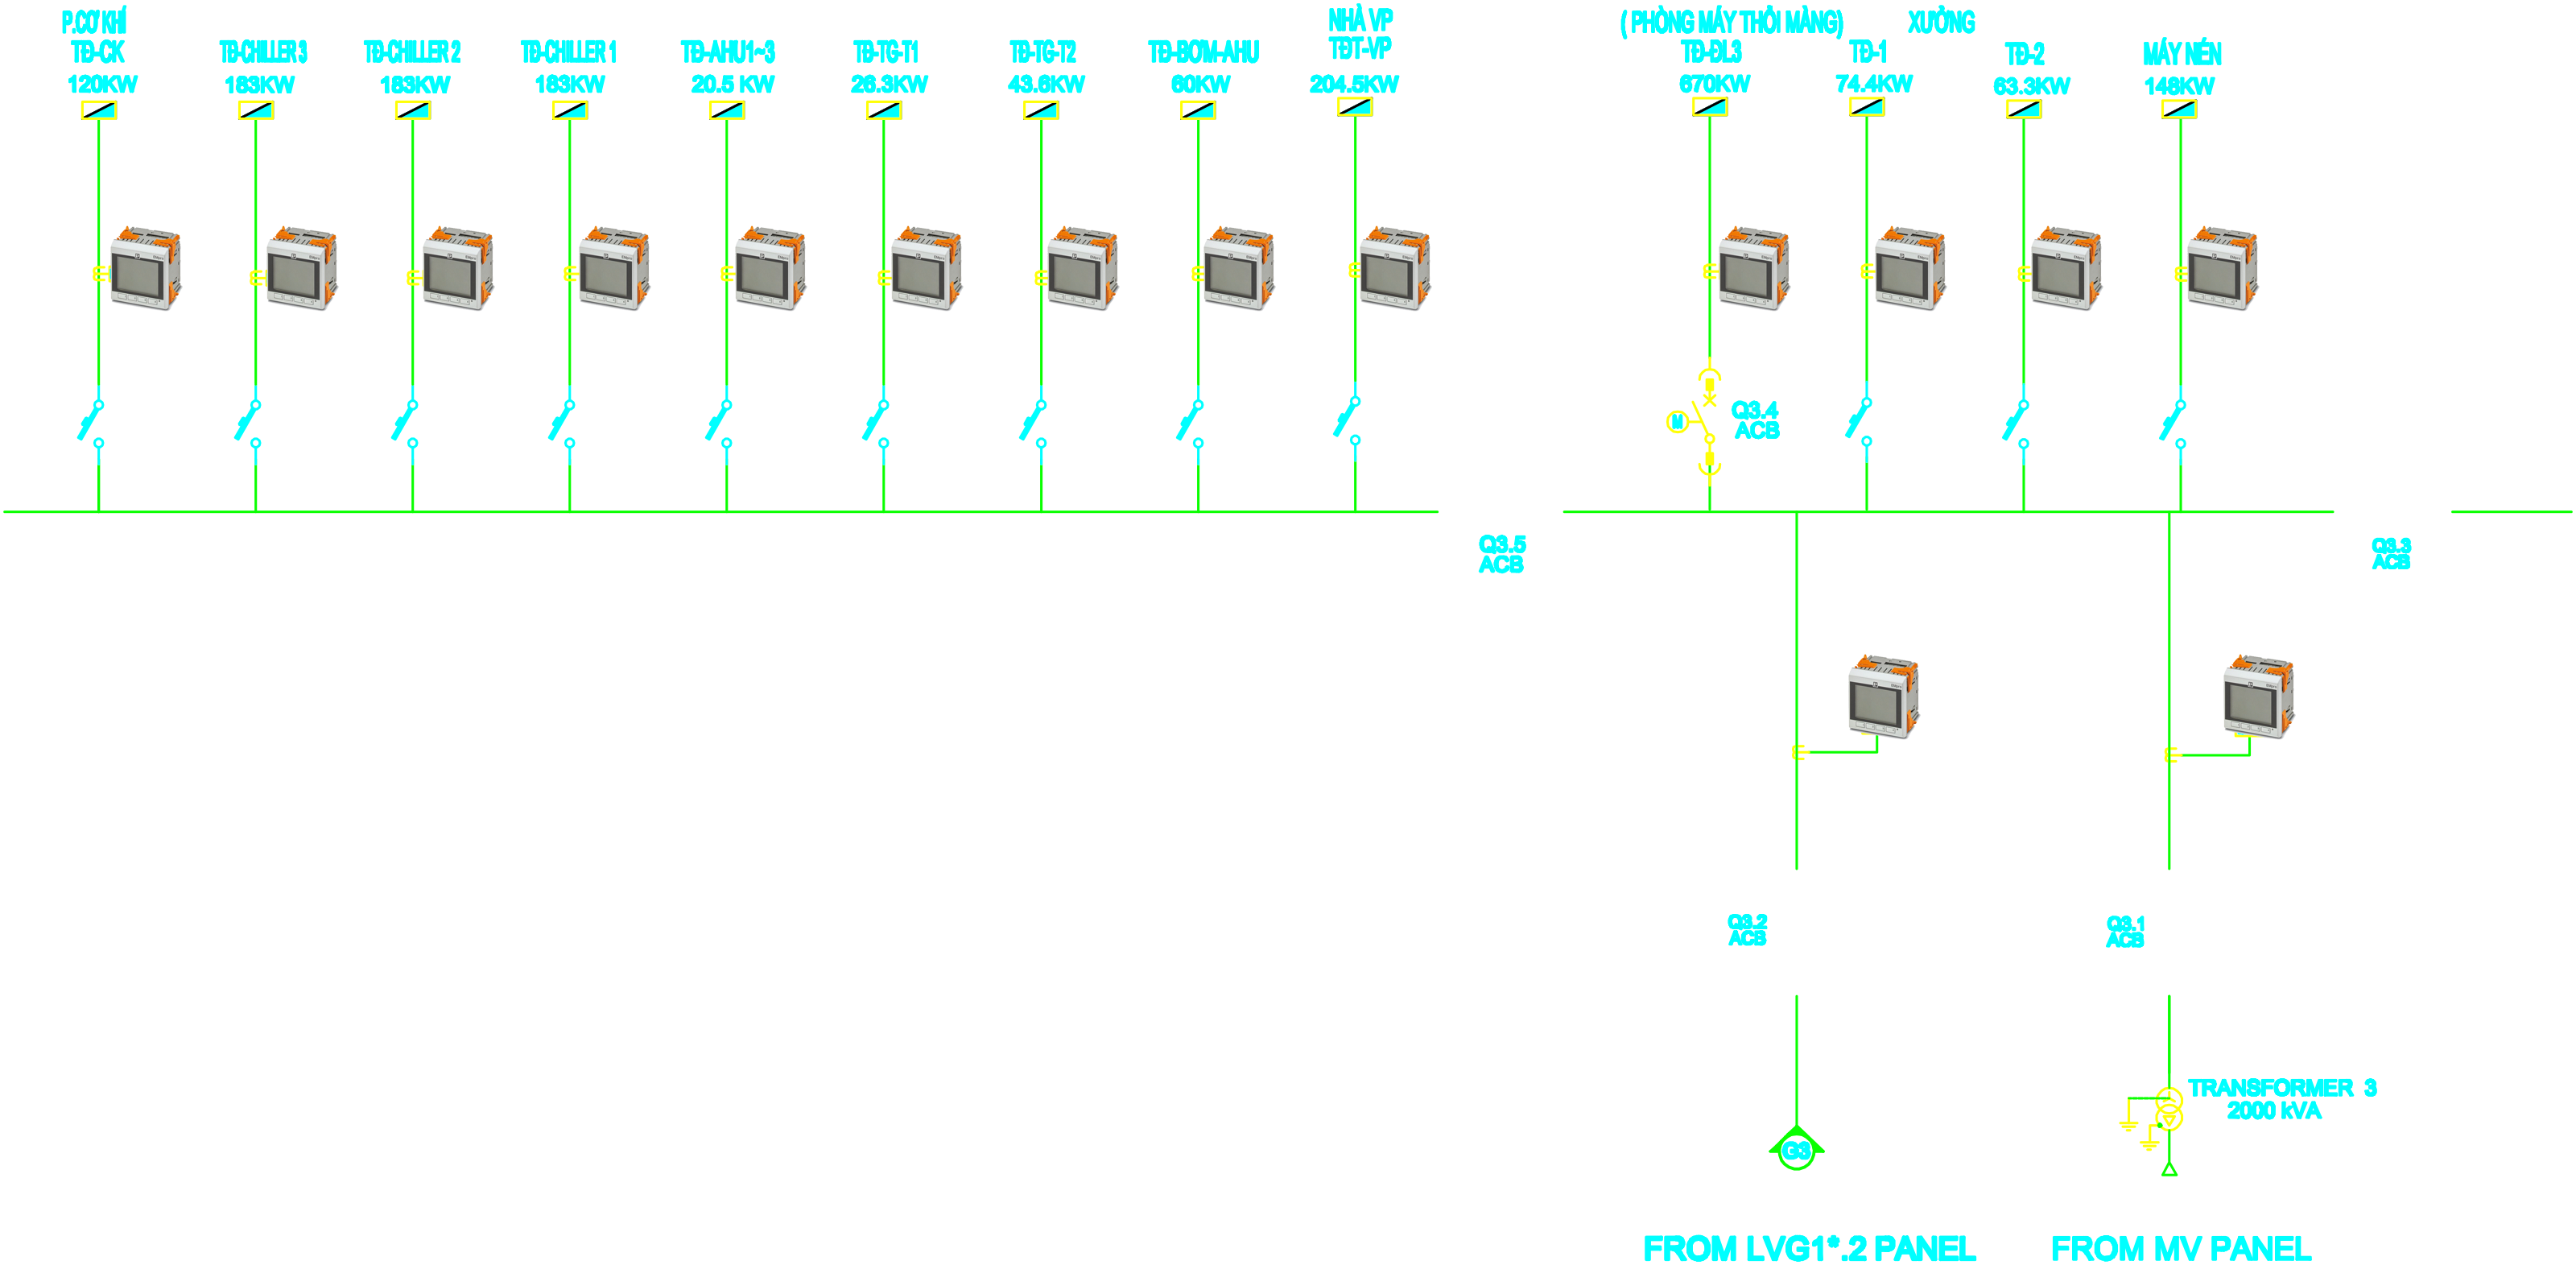 P.CƠ KHÍ
TĐ-CK
120KW
TĐ-CHILLER 3
183KW
TĐ-CHILLER 2
183KW
TĐ-CHILLER 1
183KW
TĐ-AHU1~3
20.5 KW
TĐ-TG-T1
26.3KW
TĐ-TG-T2
43.6KW
TĐ-BƠM-AHU
60KW
NHÀ VP
TĐT-VP
204.5KW
( PHÒNG MÁY THỔI MÀNG)
TĐ-ĐL3
670KW
XƯỞNG
TĐ-1
74.4KW
TĐ-2
63.3KW
MÁY NÉN
148KW
M
Q3.4
ACB
Q3.5
ACB
Q3.3
ACB
Q3.2
ACB
Q3.1
ACB
TRANSFORMER 3
2000 kVA
G3
FROM LVG1*.2 PANEL
FROM MV PANEL